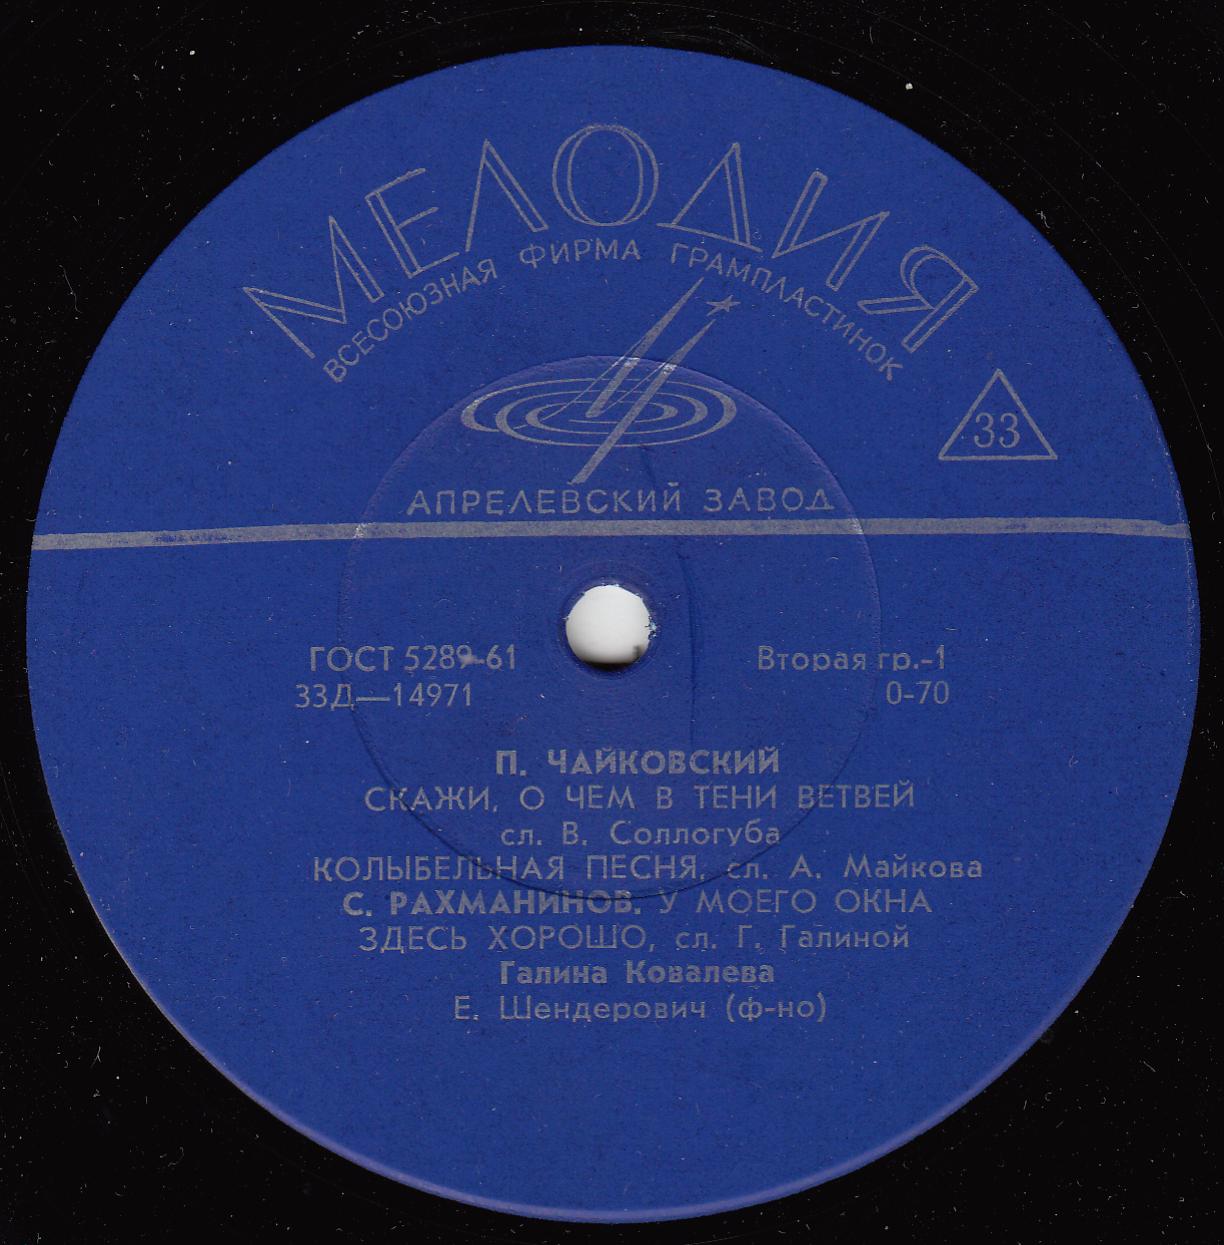 МЕЛОДИЯ
ВСЕСОЮЗНАЯ ФИРМА ГРАМПЛАСТИНОК
33
АПРЕЛЕВСКИЙ ЗАВОД
ГОСТ 5289-61 Вторая гр.-1
33Д—14971 0-70
П. ЧАЙКОВСКИЙ
СКАЖИ, О ЧЕМ В ТЕНИ ВЕТВЕЙ
сл. В. Соллогуба
КОЛЫБЕЛЬНАЯ ПЕСНЯ, сл. А. Майкова
С. РАХМАНИНОВ. У МОЕГО ОКНА
ЗДЕСЬ ХОРОШО, сл. Г. Галиной
Галина Ковалева
Е. Шендерович (ф-но)